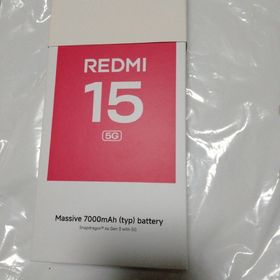 REDMI
15
5G
Massive 7000mAh (typ) battery
Snapdragon® 6s Gen 3 with 5G